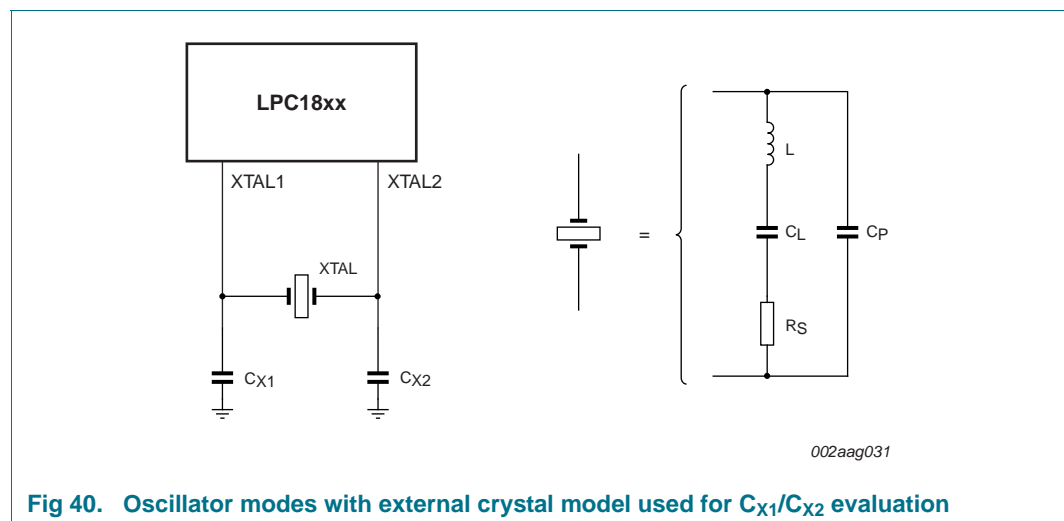 LPC18xx
XTAL1
XTAL2
XTAL
CX1
CX2
=
L
CL
CP
RS
002aag031
Fig 40. Oscillator modes with external crystal model used for CX1/CX2 evaluation